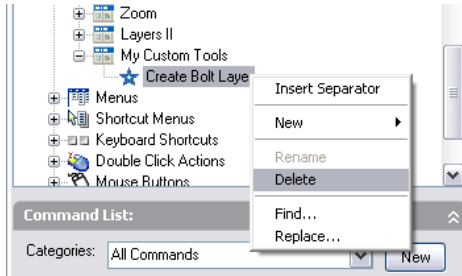 Zoom
Layers II
My Custom Tools
Create Bolt Laye
Menus
Shortcut Menus
Keyboard Shortcuts
Double Click Actions
Mouse Buttons
Insert Separator
New
Rename
Delete
Find...
Replace...
Command List:
Categories: All Commands New